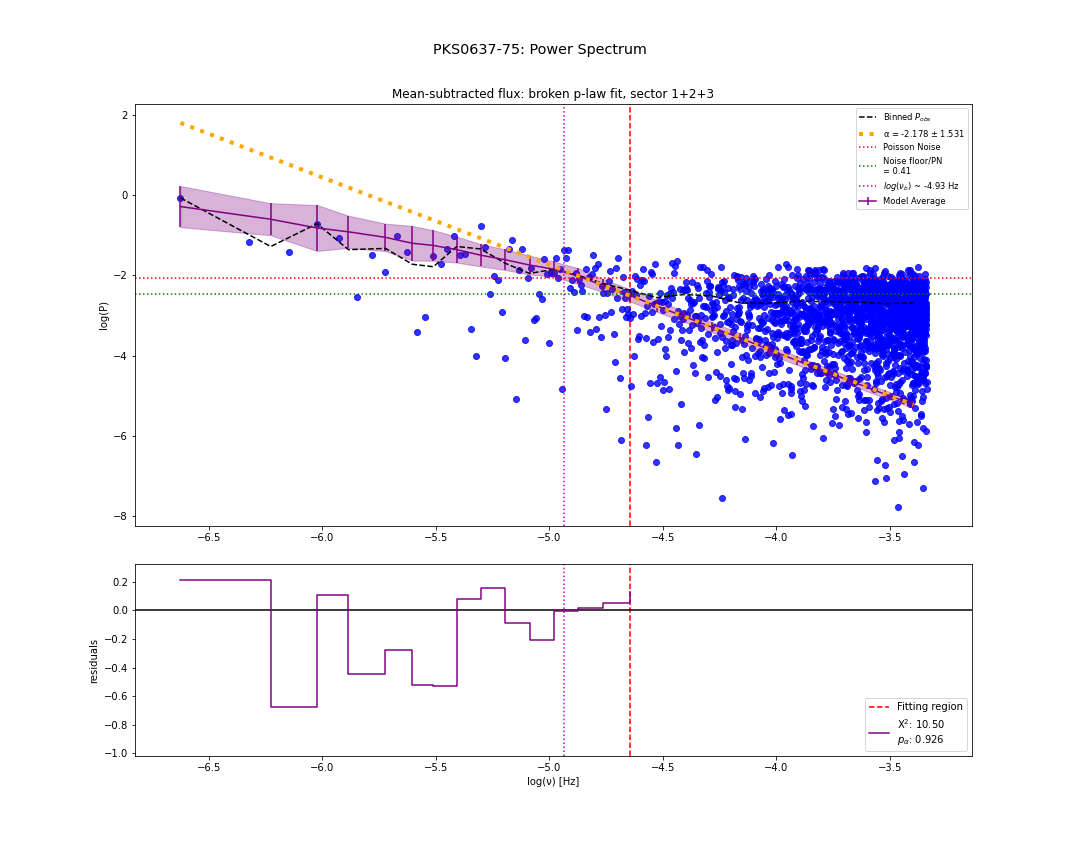 PKS0637-75: Power Spectrum
Mean-subtracted flux: broken p-law fit, sector 1+2+3
log(P)
2
0
−2
−4
−6
−8
Binned P_obs
α = -2.178 ± 1.531
Poisson Noise
Noise floor/PN
= 0.41
log(ν_b) ~ -4.93 Hz
Model Average
−6.5 −6.0 −5.5 −5.0 −4.5 −4.0 −3.5
residuals
0.2
0.0
−0.2
−0.4
−0.6
−0.8
−1.0
Fitting region
X²: 10.50
p_α: 0.926
−6.5 −6.0 −5.5 −5.0 −4.5 −4.0 −3.5
log(ν) [Hz]